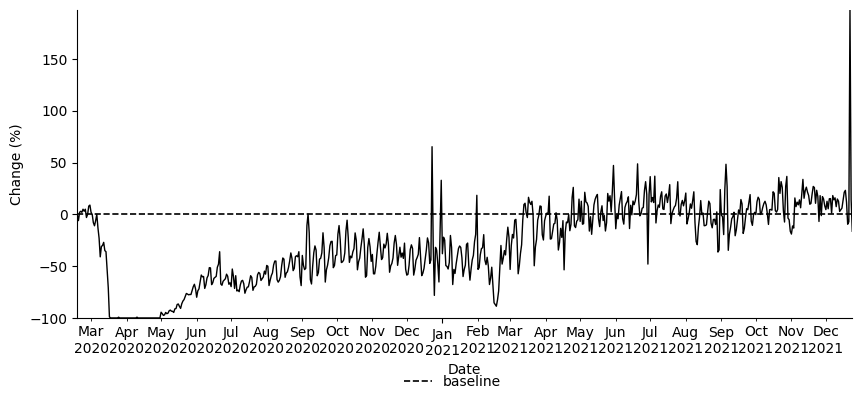 Change (%)
150
100
50
0
−50
−100
Mar Apr May Jun Jul Aug Sep Oct Nov Dec Jan Feb Mar Apr May Jun Jul Aug Sep Oct Nov Dec
2020 2020 2020 2020 2020 2020 2020 2020 2020 2020 2021 2021 2021 2021 2021 2021 2021 2021 2021 2021 2021 2021
Date
baseline